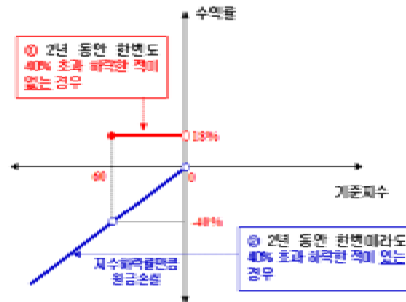 수익률
① 2년 동안 한번도
40% 초과 하락한 적이
없는 경우
18%
60
0
기준지수
-40%
② 2년 동안 한번이라도
40% 초과 하락한 적이 있는
경우
지수하락률만큼
원금손실